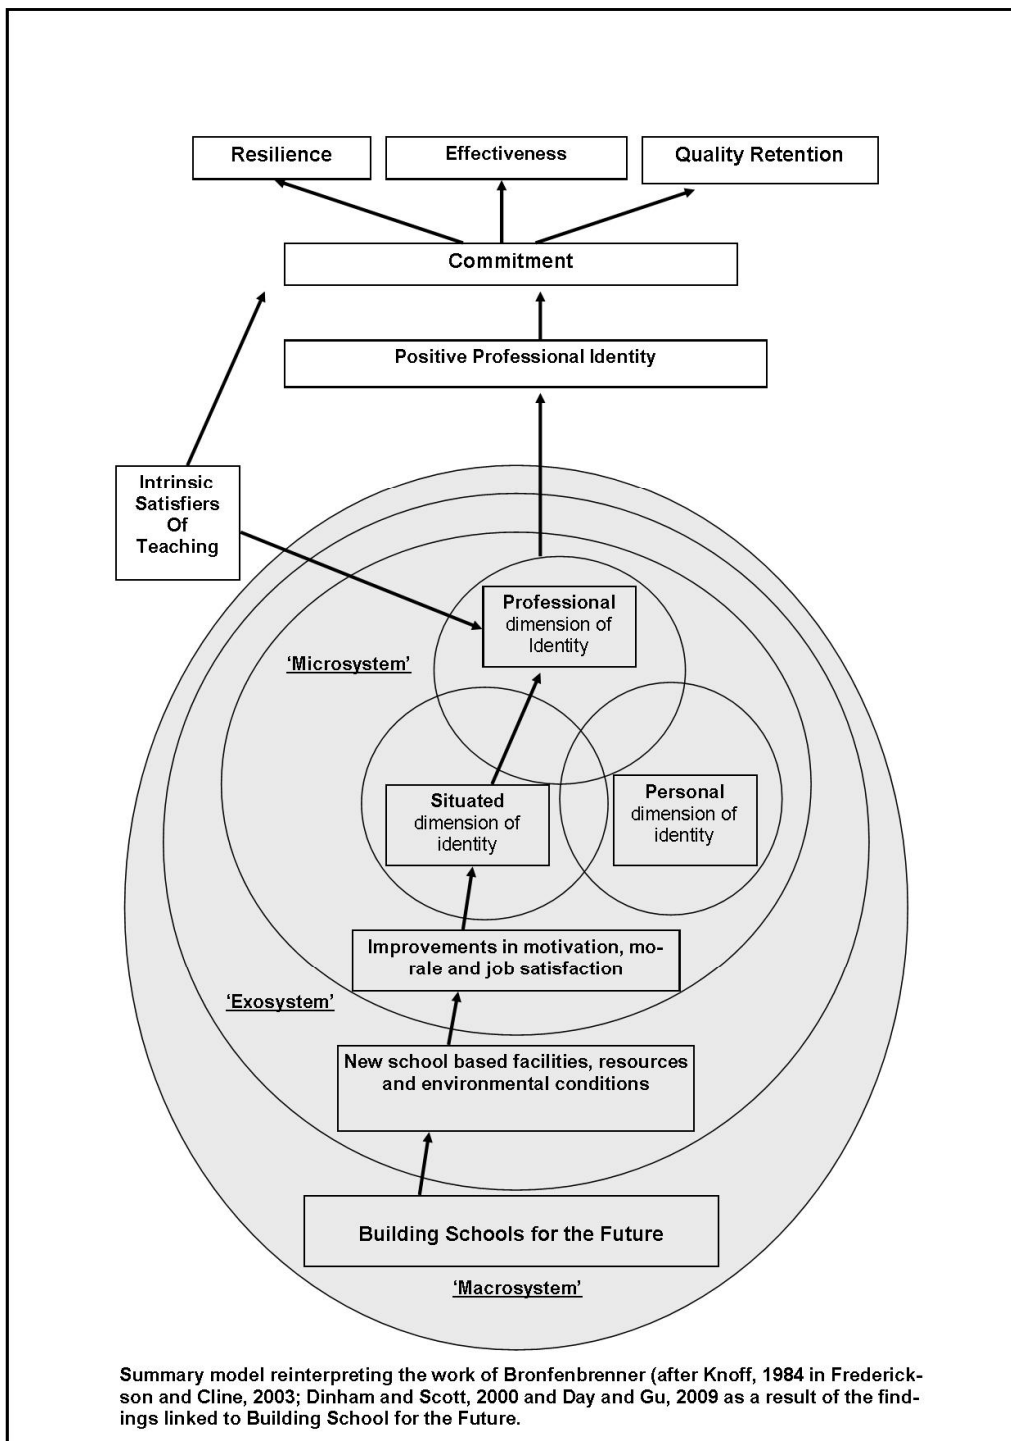 Resilience
Effectiveness
Quality Retention
Commitment
Positive Professional Identity
Intrinsic
Satisfiers
Of
Teaching
Professional
dimension of
Identity
‘Microsystem’
Situated
dimension of
identity
Personal
dimension of
identity
Improvements in motivation, mo-
rale and job satisfaction
‘Exosystem’
New school based facilities, resources
and environmental conditions
Building Schools for the Future
‘Macrosystem’
Summary model reinterpreting the work of Bronfenbrenner (after Knoff, 1984 in Frederick-
son and Cline, 2003; Dinham and Scott, 2000 and Day and Gu, 2009 as a result of the find-
ings linked to Building School for the Future.